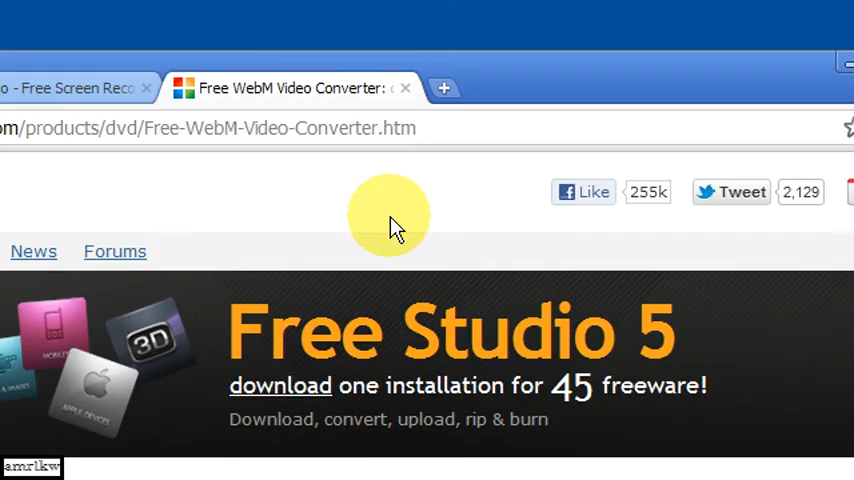 o - Free Screen Reco
Free WebM Video Converter: c
om/products/dvd/Free-WebM-Video-Converter.htm
Like 255k Tweet 2,129
News Forums
MOBILE
3D
& IMAGES
APPLE DEVICES
Free Studio 5
download one installation for 45 freeware!
Download, convert, upload, rip & burn
amrlkw